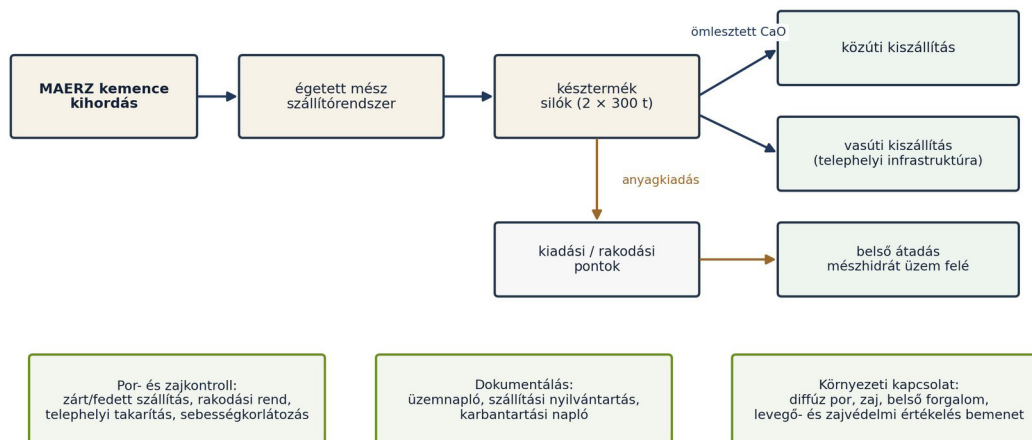 ömlesztett CaO
közúti kiszállítás
MAERZ kemence
kihordás
égetett mész
szállítórendszer
késztermék
silók (2 × 300 t)
vasúti kiszállítás
(telephelyi infrastruktúra)
anyagkiadás
kiadási / rakodási
pontok
belső átadás
mészhidrát üzem felé
Por- és zajkontroll:
zárt/fedett szállítás, rakodási rend,
telephelyi takarítás, sebességkorlátozás
Dokumentálás:
üzemnapló, szállítási nyilvántartás,
karbantartási napló
Környezeti kapcsolat:
diffúz por, zaj, belső forgalom,
levegő- és zajvédelmi értékelés bemenet